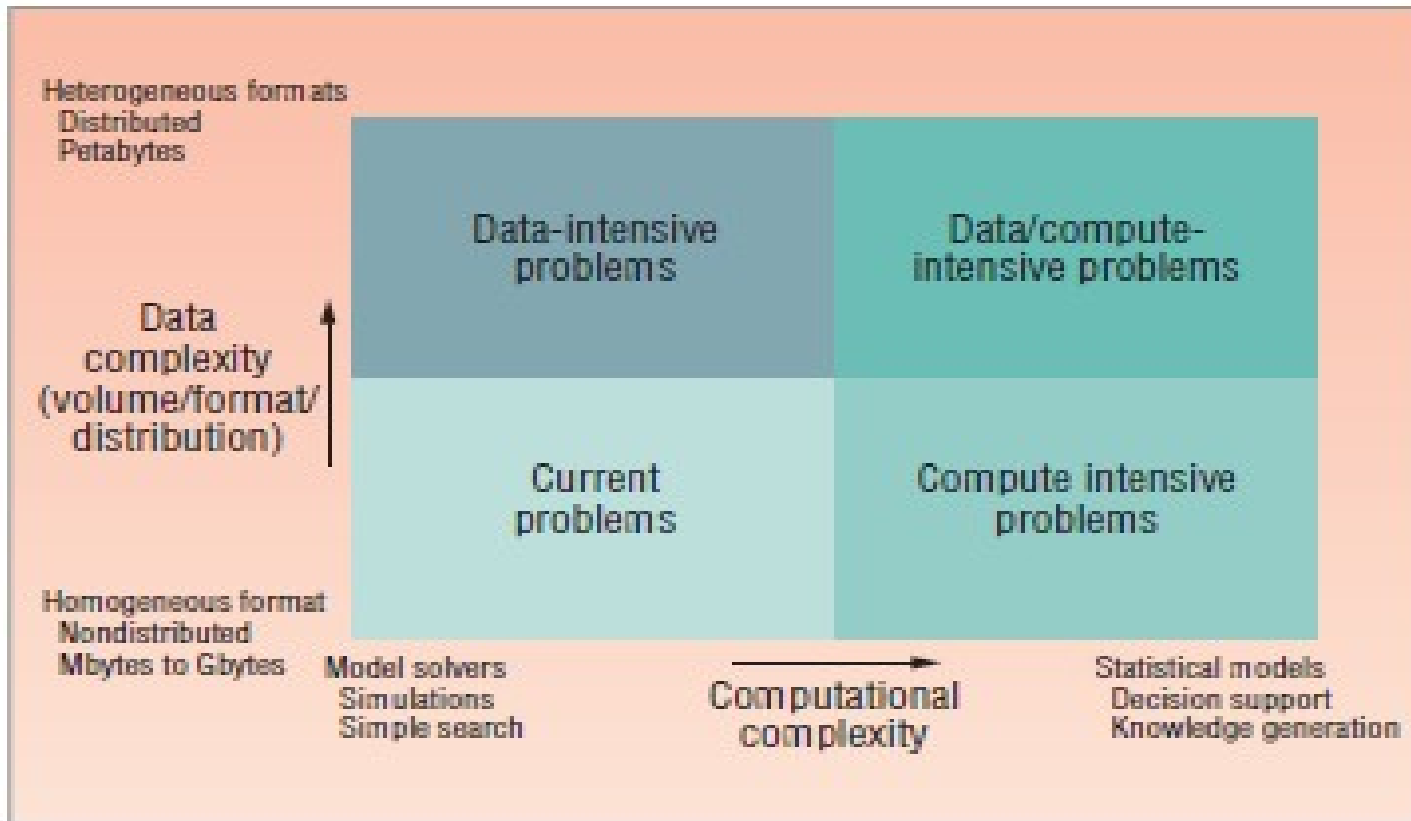 Heterogeneous formats
Distributed
Petabytes
Data-intensive
problems
Data/compute-
intensive problems
Data
complexity
(volume/format/
distribution)
Current
problems
Compute intensive
problems
Homogeneous format
Nondistributed
Mbytes to Gbytes
Model solvers
Simulations
Simple search
Computational
complexity
Statistical models
Decision support
Knowledge generation